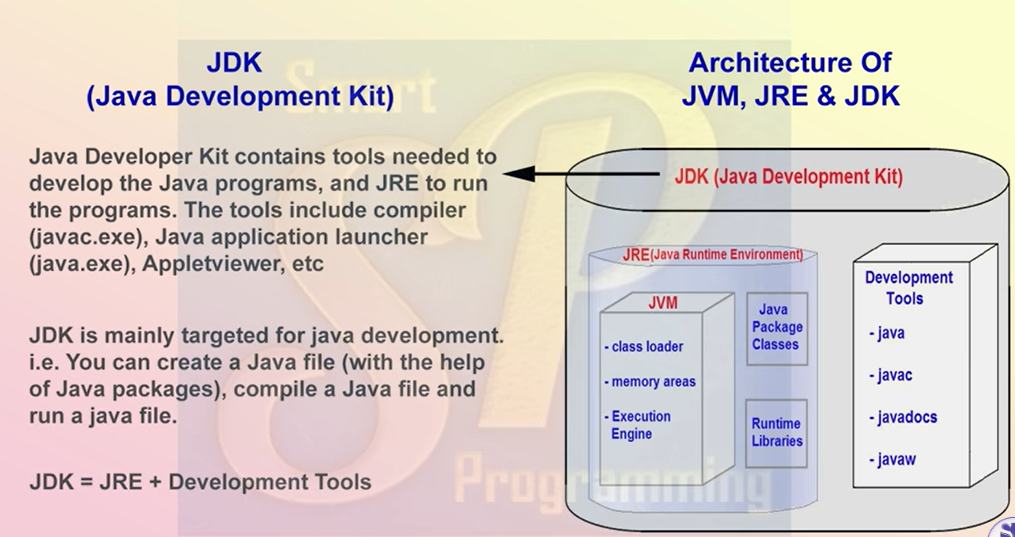 JDK
(Java Development Kit)
Java Developer Kit contains tools needed to
develop the Java programs, and JRE to run
the programs. The tools include compiler
(javac.exe), Java application launcher
(java.exe), Appletviewer, etc
JDK is mainly targeted for java development.
i.e. You can create a Java file (with the help
of Java packages), compile a Java file and
run a java file.
JDK = JRE + Development Tools
Architecture Of
JVM, JRE & JDK
JDK (Java Development Kit)
JRE(Java Runtime Environment)
JVM
- class loader
- memory areas
- Execution
Engine
Java
Package
Classes
Runtime
Libraries
Development
Tools
- java
- javac
- javadocs
- javaw
Smart
SP
Programming